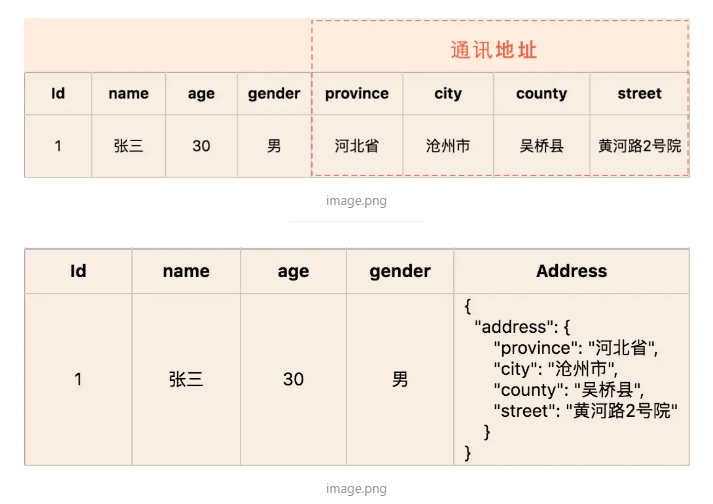 通讯地址
Id name age gender province city county street
1 张三 30 男 河北省 沧州市 吴桥县 黄河路2号院
image.png
Id name age gender Address
{
"address": {
"province": "河北省",
"city": "沧州市",
1 张三 30 男 "county": "吴桥县",
"street": "黄河路2号院"
}
}
image.png